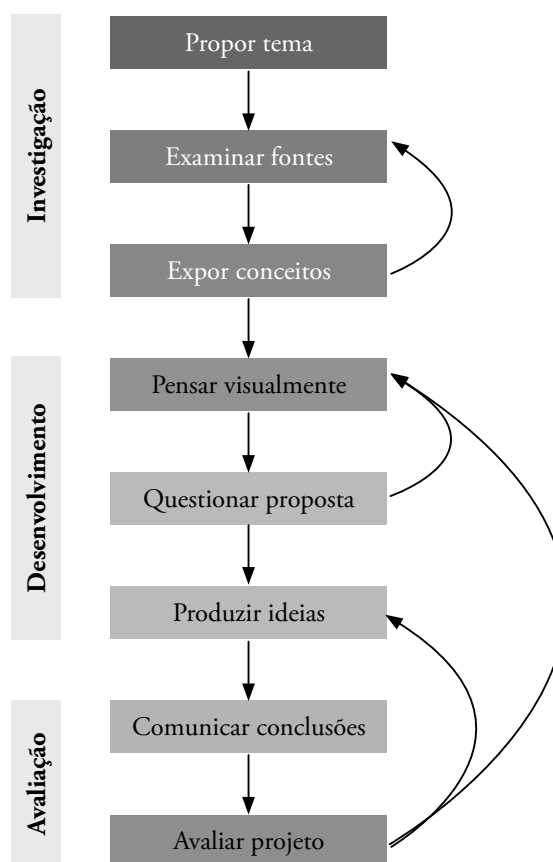 Investigação
Propor tema
Examinar fontes
Expor conceitos
Desenvolvimento
Pensar visualmente
Questionar proposta
Produzir ideias
Avaliação
Comunicar conclusões
Avaliar projeto